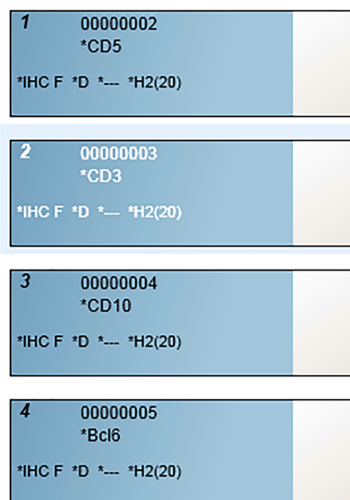 1 00000002
*CD5
*IHC F *D *--- *H2(20)
2 00000003
*CD3
*IHC F *D *--- *H2(20)
3 00000004
*CD10
*IHC F *D *--- *H2(20)
4 00000005
*Bcl6
*IHC F *D *--- *H2(20)